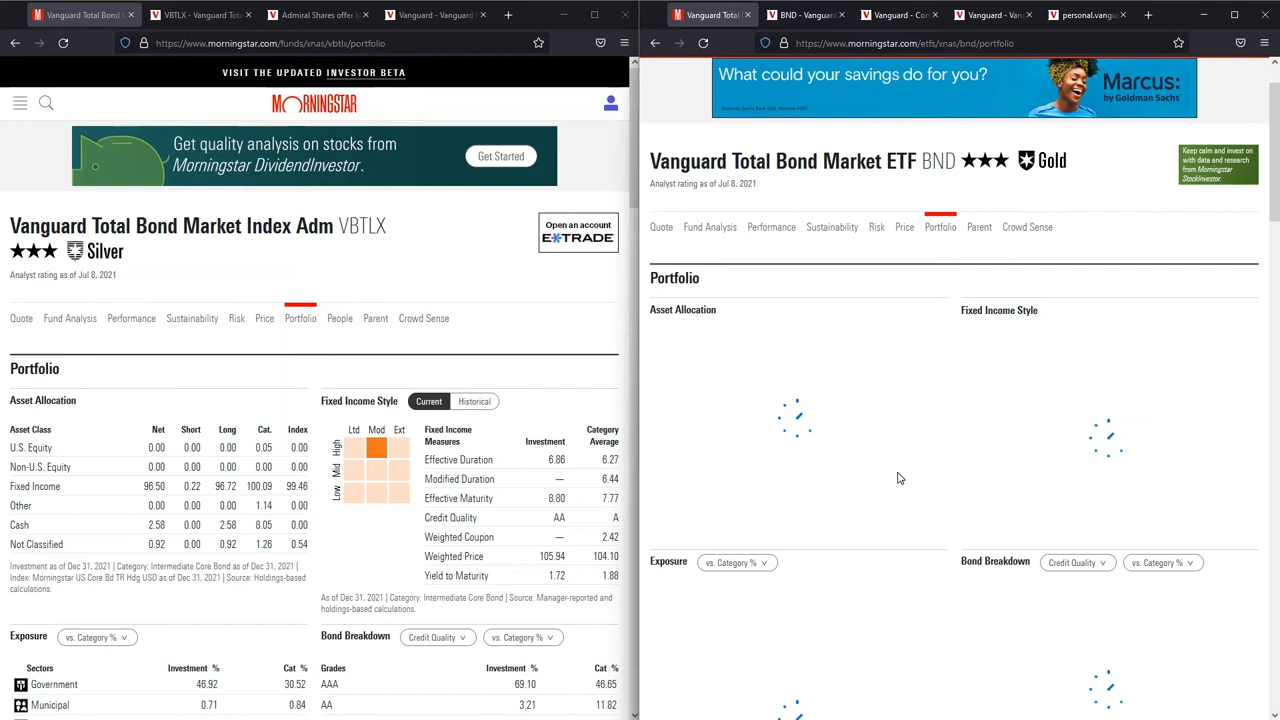 Vanguard Total Bond M
VBTLX - Vanguard Tota
Admiral Shares offer l
Vanguard - Vanguard
https://www.morningstar.com/funds/xnas/vbtlx/portfolio
VISIT THE UPDATED INVESTOR BETA
MORNINGSTAR
Get quality analysis on stocks from
Morningstar DividendInvestor.
Get Started
Vanguard Total Bond Market Index Adm VBTLX
★★★ Silver
Analyst rating as of Jul 8, 2021
Open an account
E*TRADE
Quote Fund Analysis Performance Sustainability Risk Price Portfolio People Parent Crowd Sense
Portfolio
Asset Allocation
Asset Class Net Short Long Cat. Index
U.S. Equity 0.00 0.00 0.00 0.05 0.00
Non-U.S. Equity 0.00 0.00 0.00 0.00 0.00
Fixed Income 96.50 0.22 96.72 100.09 99.46
Other 0.00 0.00 0.00 1.14 0.00
Cash 2.58 0.00 2.58 8.05 0.00
Not Classified 0.92 0.00 0.92 1.26 0.54
Investment as of Dec 31, 2021 | Category: Intermediate Core Bond as of Dec 31, 2021 |
Index: Morningstar US Core Bd TR Hdg USD as of Dec 31, 2021 | Source: Holdings-based
calculations.
Fixed Income Style Current Historical
Ltd Mod Ext
High
Mid
Low
Fixed Income
Measures
Investment
Category
Average
Effective Duration 6.86 6.27
Modified Duration — 6.44
Effective Maturity 8.80 7.77
Credit Quality AA A
Weighted Coupon — 2.42
Weighted Price 105.94 104.10
Yield to Maturity 1.72 1.88
As of Dec 31, 2021 | Category: Intermediate Core Bond | Source: Manager-reported and
holdings-based calculations.
Exposure vs. Category %
Sectors Investment % Cat %
Government 46.92 30.52
Municipal 0.71 0.84
Bond Breakdown Credit Quality vs. Category %
Grades Investment % Cat %
AAA 69.10 46.65
AA 3.21 11.82
Vanguard Total
BND - Vanguard
Vanguard - Con
Vanguard - Van
personal.vangu
https://www.morningstar.com/etfs/xnas/bnd/portfolio
What could your savings do for you?
Marcus:
by Goldman Sachs
Vanguard Total Bond Market ETF BND ★★★ Gold
Analyst rating as of Jul 8, 2021
Keep calm and invest on
with date and research
from Morningstar
StockInvestor.
Quote Fund Analysis Performance Sustainability Risk Price Portfolio Parent Crowd Sense
Portfolio
Asset Allocation
Fixed Income Style
Exposure vs. Category %
Bond Breakdown Credit Quality vs. Category %